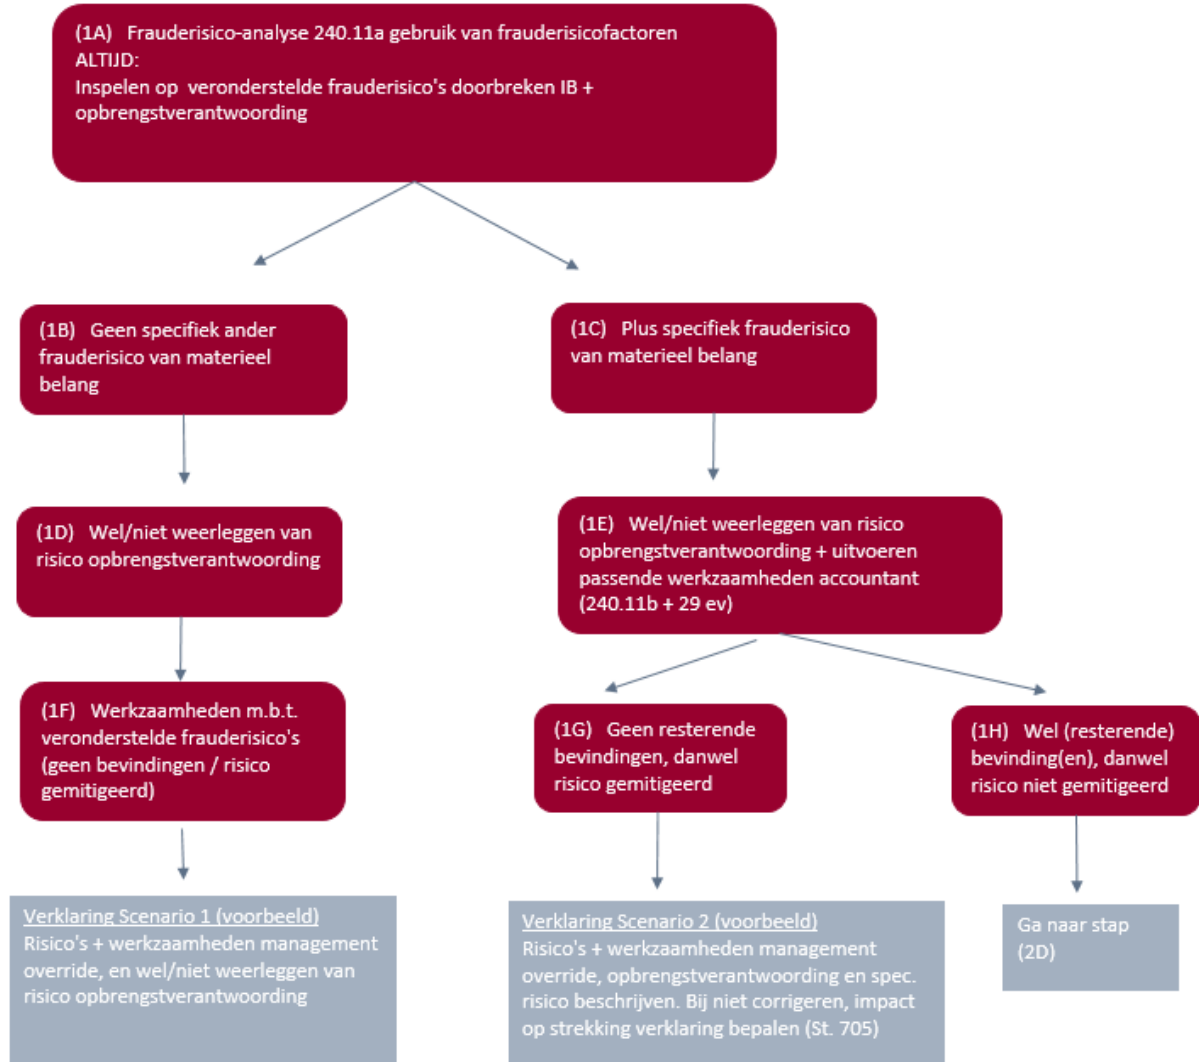 (1A) Frauderisico-analyse 240.11a gebruik van frauderisicofactoren
ALTIJD:
Inspelen op veronderstelde frauderisico's doorbreken IB +
opbrengstverantwoording
(1B) Geen specifiek ander
frauderisico van materieel
belang
(1C) Plus specifiek frauderisico
van materieel belang
(1D) Wel/niet weerleggen van
risico opbrengstverantwoording
(1E) Wel/niet weerleggen van risico
opbrengstverantwoording + uitvoeren
passende werkzaamheden accountant
(240.11b + 29 ev)
(1F) Werkzaamheden m.b.t.
veronderstelde frauderisico's
(geen bevindingen / risico
gemitigeerd)
(1G) Geen resterende
bevindingen, danwel
risico gemitigeerd
(1H) Wel (resterende)
bevinding(en), danwel
risico niet gemitigeerd
Verklaring Scenario 1 (voorbeeld)
Risico's + werkzaamheden management
override, en wel/niet weerleggen van
risico opbrengstverantwoording
Verklaring Scenario 2 (voorbeeld)
Risico's + werkzaamheden management
override, opbrengstverantwoording en spec.
risico beschrijven. Bij niet corrigeren, impact
op strekking verklaring bepalen (St. 705)
Ga naar stap
(2D)